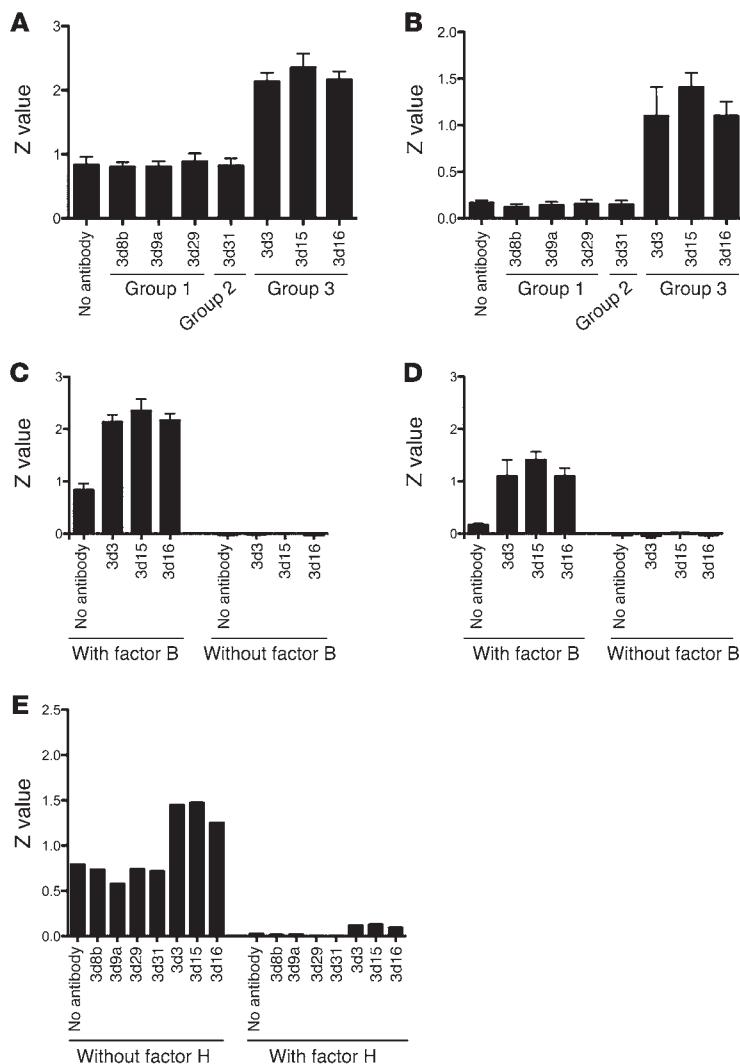 A
Z value
3
2
1
0
No antibody
3d8b
3d9a
3d29
3d31
3d3
3d15
3d16
Group 1
Group 2
Group 3
B
Z value
2.0
1.5
1.0
0.5
0.0
No antibody
3d8b
3d9a
3d29
3d31
3d3
3d15
3d16
Group 1
Group 2
Group 3
C
Z value
3
2
1
0
No antibody
3d3
3d15
3d16
No antibody
3d3
3d15
3d16
With factor B
Without factor B
D
Z value
3
2
1
0
No antibody
3d3
3d15
3d16
No antibody
3d3
3d15
3d16
With factor B
Without factor B
E
Z value
2.5
2.0
1.5
1.0
0.5
0.0
No antibody
3d8b
3d9a
3d29
3d31
3d3
3d15
3d16
No antibody
3d8b
3d9a
3d29
3d31
3d3
3d15
3d16
Without factor H
With factor H